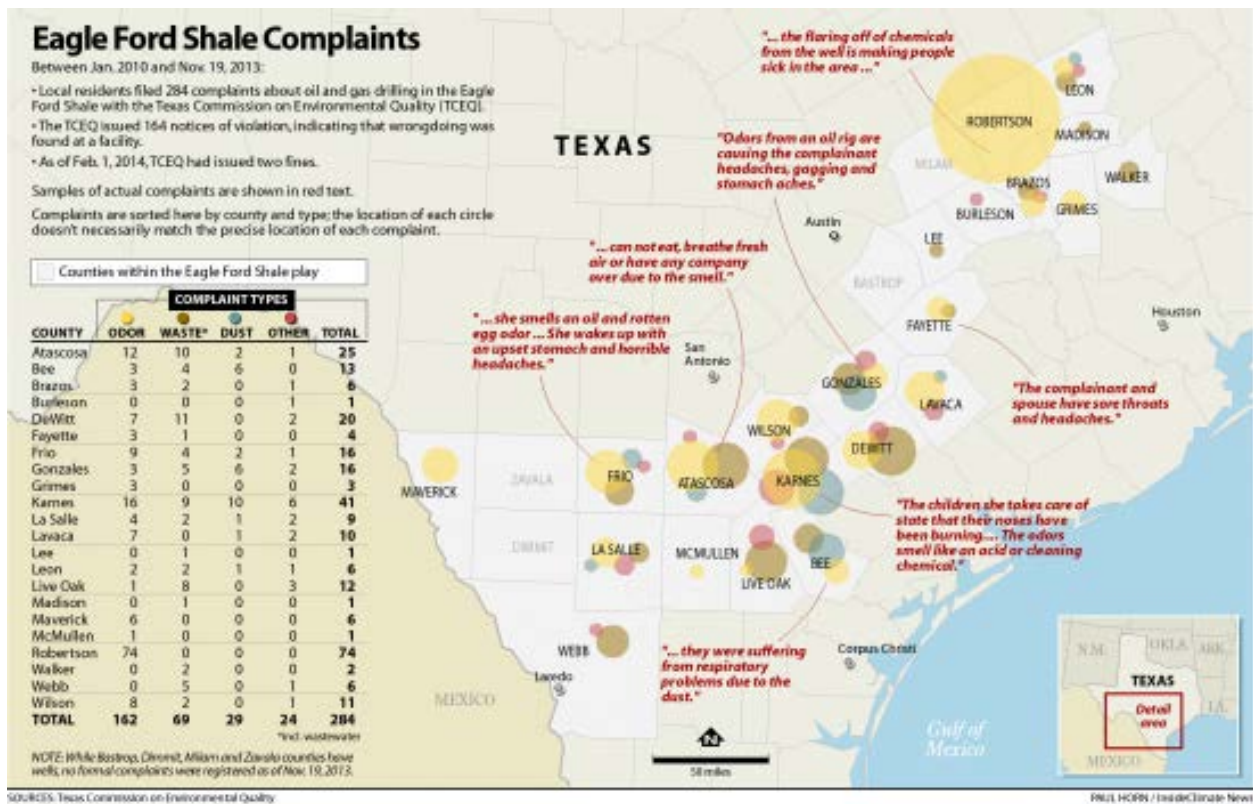 Eagle Ford Shale Complaints
Between Jan. 2010 and Nov. 19, 2013:
• Local residents filed 284 complaints about oil and gas drilling in the Eagle
Ford Shale with the Texas Commission on Environmental Quality (TCEQ).
• The TCEQ issued 164 notices of violation, indicating that wrongdoing was
found at a facility.
• As of Feb. 1, 2014, TCEQ had issued two fines.
Samples of actual complaints are shown in red text.
Complaints are sorted here by county and type; the location of each circle
doesn't necessarily match the precise location of each complaint.
Counties within the Eagle Ford Shale play
COMPLAINT TYPES
COUNTY ODOR WASTE* DUST OTHER TOTAL
Atascosa 12 10 2 1 25
Bee 3 4 6 0 13
Brazos 3 2 0 1 6
Burleson 0 0 0 1 1
DeWitt 7 11 0 2 20
Fayette 3 1 0 0 4
Frio 9 4 2 1 16
Gonzales 3 5 6 2 16
Grimes 3 0 0 0 3
Karnes 16 9 10 6 41
La Salle 4 2 1 2 9
Lavaca 7 0 1 2 10
Lee 0 1 0 0 1
Leon 2 2 1 1 6
Live Oak 1 8 0 3 12
Madison 0 1 0 0 1
Maverick 6 0 0 0 6
McMullen 1 0 0 0 1
Robertson 74 0 0 0 74
Walker 0 2 0 0 2
Webb 0 5 0 1 6
Wilson 8 2 0 1 11
TOTAL 162 69 29 24 284
*Incl. wastewater
NOTE: While Bastrop, Dimmit, Milam and Zavala counties have
wells, no formal complaints were registered as of Nov. 19, 2013.
TEXAS
"... the flaring off of chemicals
from the well is making people
sick in the area ..."
"Odors from an oil rig are
causing the complainant
headaches, gagging and
stomach aches."
"... can not eat, breathe fresh
air or have any company
over due to the smell."
"... she smells an oil and rotten
egg odor ... She wakes up with
an upset stomach and horrible
headaches."
LEON
ROBERTSON
MADISON
MILAM
BRAZOS
WALKER
BURLESON
GRIMES
Austin
LEE
BASTROP
FAYETTE
Houston
San
Antonio
GONZALES
LAVACA
"The complainant and
spouse have sore throats
and headaches."
WILSON
DEWITT
MAVERICK
ZAVALA
FRIO
ATASCOSA
KARNES
"The children she takes care of
state that their noses have
been burning.... The odors
smell like an acid or cleaning
chemical."
DIMMIT
LA SALLE
MCMULLEN
LIVE OAK
BEE
WEBB
Laredo
"... they were suffering
from respiratory
problems due to the
dust."
Corpus Christi
MEXICO
Gulf of
Mexico
N
50 miles
N.M.
OKLA.
ARK.
TEXAS
LA.
Detail
area
MEXICO
SOURCES: Texas Commission on Environmental Quality
PAUL HORN / InsideClimate News